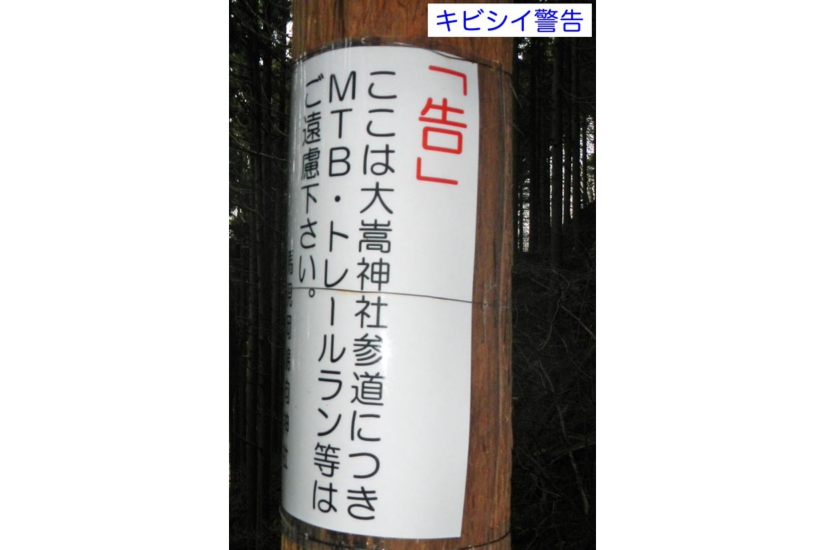 キビシイ警告
「告」
ここは大嵩神社参道につき
MTB・トレールラン等は
ご遠慮下さい。